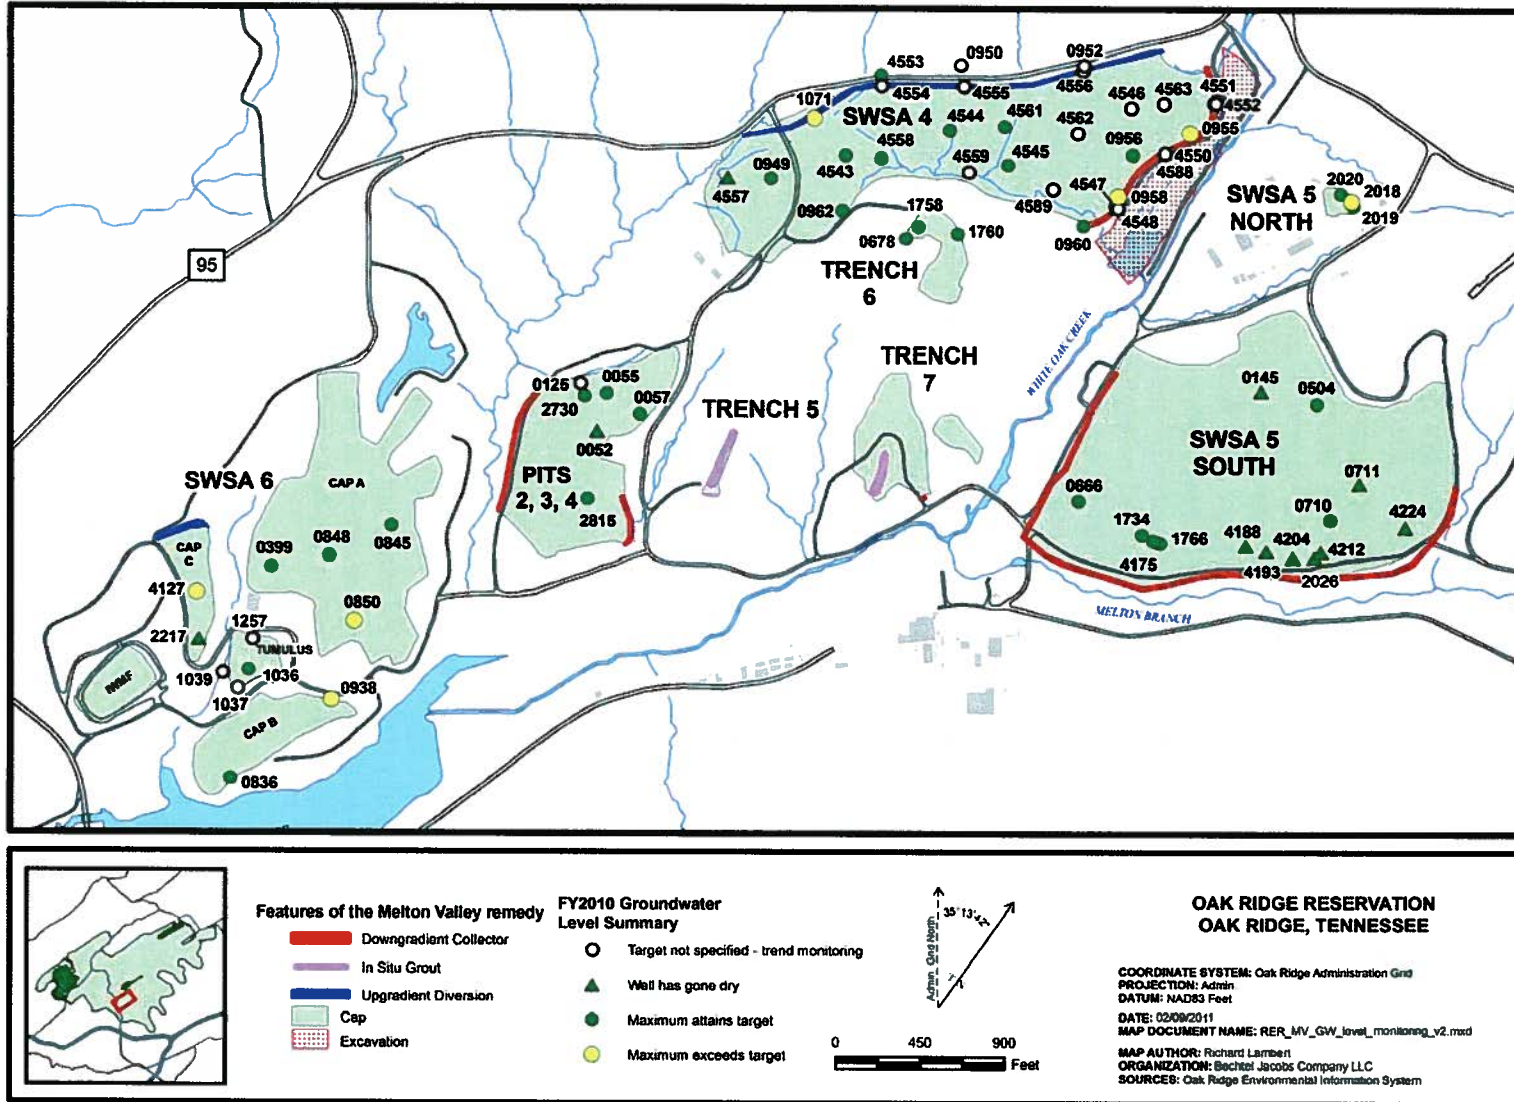 0950
0952
4553
4554
4555
4556
4546
4563
4551
4552
1071
SWSA 4
4544
4561
4562
0955
4558
0956
4550
4588
0949
4543
4559
4545
4557
4547
0958
4589
4548
0962
0960
1758
0678
1760
TRENCH
6
SWSA 5
NORTH
2020
2018
2019
95
WHITE OAK CREEK
TRENCH
7
TRENCH 5
0125
0055
2730
0057
0052
PITS
2, 3, 4
2815
0145
0504
SWSA 5
SOUTH
0711
0666
0710
1734
1766
4188
4204
4212
4224
4175
4193
2026
MELTON BRANCH
SWSA 6
CAP A
CAP
C
0399
0848
0845
4127
0850
2217
1257
TUMULUS
1039
1036
1037
0938
IWMF
CAP B
0836
Features of the Melton Valley remedy
Downgradient Collector
In Situ Grout
Upgradient Diversion
Cap
Excavation
FY2010 Groundwater
Level Summary
Target not specified - trend monitoring
Well has gone dry
Maximum attains target
Maximum exceeds target
Admin Grid North
35°13'42"
0 450 900
Feet
OAK RIDGE RESERVATION
OAK RIDGE, TENNESSEE
COORDINATE SYSTEM: Oak Ridge Administration Grid
PROJECTION: Admin
DATUM: NAD83 Feet
DATE: 02/09/2011
MAP DOCUMENT NAME: RER_MV_GW_level_monitoring_v2.mxd
MAP AUTHOR: Richard Lambert
ORGANIZATION: Bechtel Jacobs Company LLC
SOURCES: Oak Ridge Environmental Information System